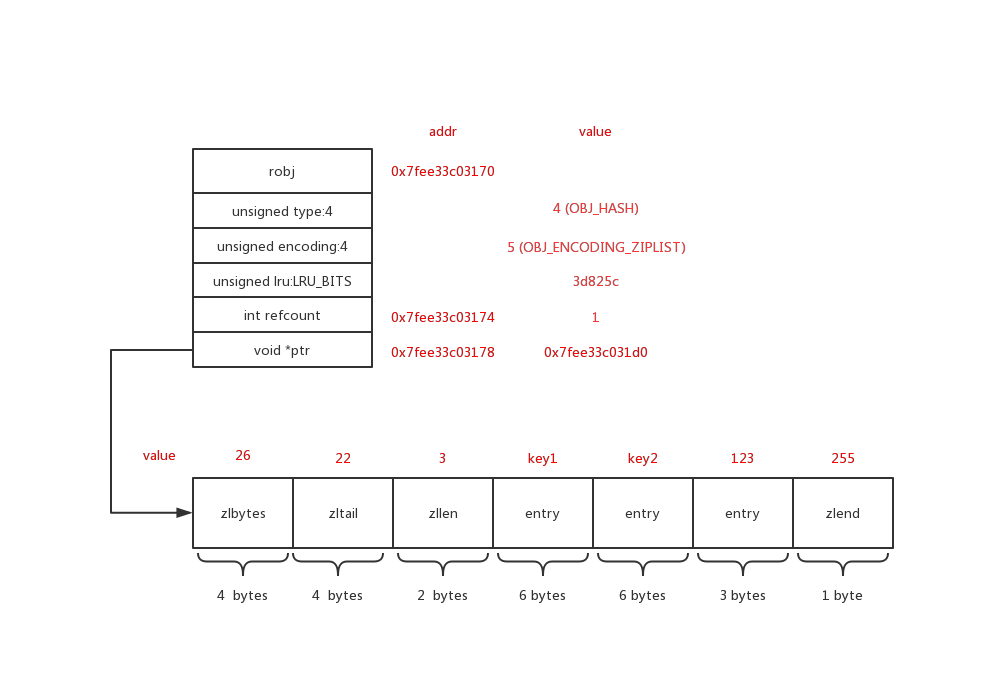 addr value
robj 0x7fee33c03170
unsigned type:4 4 (OBJ_HASH)
unsigned encoding:4 5 (OBJ_ENCODING_ZIPLIST)
unsigned lru:LRU_BITS 3d825c
int refcount 0x7fee33c03174 1
void *ptr 0x7fee33c03178 0x7fee33c031d0
value 26 22 3 key1 key2 123 255
zlbytes zltail zllen entry entry entry zlend
4 bytes 4 bytes 2 bytes 6 bytes 6 bytes 3 bytes 1 byte